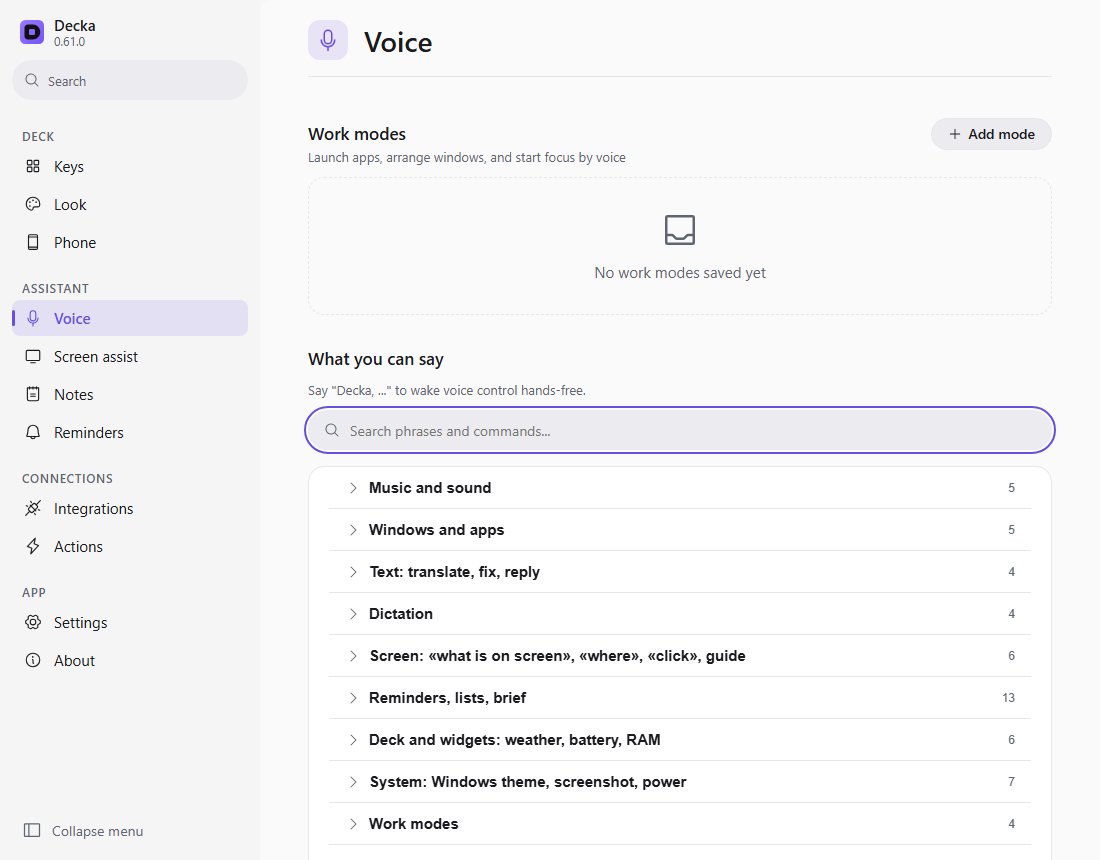 Decka
0.61.0
Search
DECK
Keys
Look
Phone
ASSISTANT
Voice
Screen assist
Notes
Reminders
CONNECTIONS
Integrations
Actions
APP
Settings
About
Collapse menu
Voice
Work modes
Add mode
Launch apps, arrange windows, and start focus by voice
No work modes saved yet
What you can say
Say "Decka, ..." to wake voice control hands-free.
Search phrases and commands...
Music and sound 5
Windows and apps 5
Text: translate, fix, reply 4
Dictation 4
Screen: «what is on screen», «where», «click», guide 6
Reminders, lists, brief 13
Deck and widgets: weather, battery, RAM 6
System: Windows theme, screenshot, power 7
Work modes 4